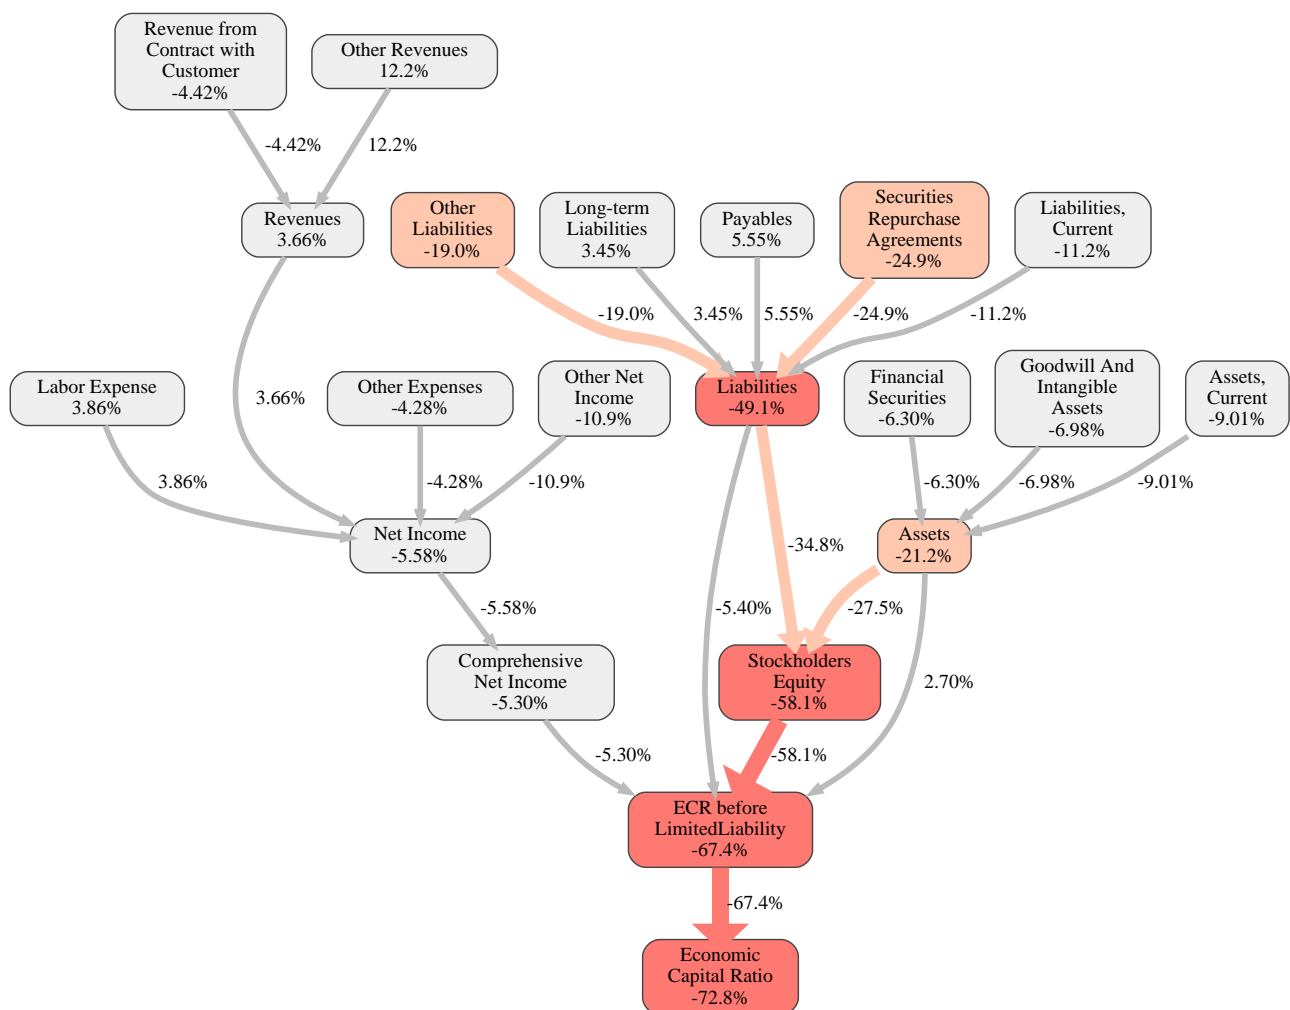 Revenue from
Contract with
Customer
-4.42%
Other Revenues
12.2%
-4.42%
12.2%
Revenues
3.66%
Other
Liabilities
-19.0%
Long-term
Liabilities
3.45%
Payables
5.55%
Securities
Repurchase
Agreements
-24.9%
Liabilities,
Current
-11.2%
-19.0%
3.45%
5.55%
-24.9%
-11.2%
Labor Expense
3.86%
3.66%
Other Expenses
-4.28%
Other Net
Income
-10.9%
Liabilities
-49.1%
Financial
Securities
-6.30%
Goodwill And
Intangible
Assets
-6.98%
Assets,
Current
-9.01%
3.86%
-4.28%
-10.9%
-6.30%
-6.98%
-9.01%
Net Income
-5.58%
-34.8%
Assets
-21.2%
-5.58%
-5.40%
-27.5%
Comprehensive
Net Income
-5.30%
Stockholders
Equity
-58.1%
2.70%
-5.30%
-58.1%
ECR before
LimitedLiability
-67.4%
-67.4%
Economic
Capital Ratio
-72.8%